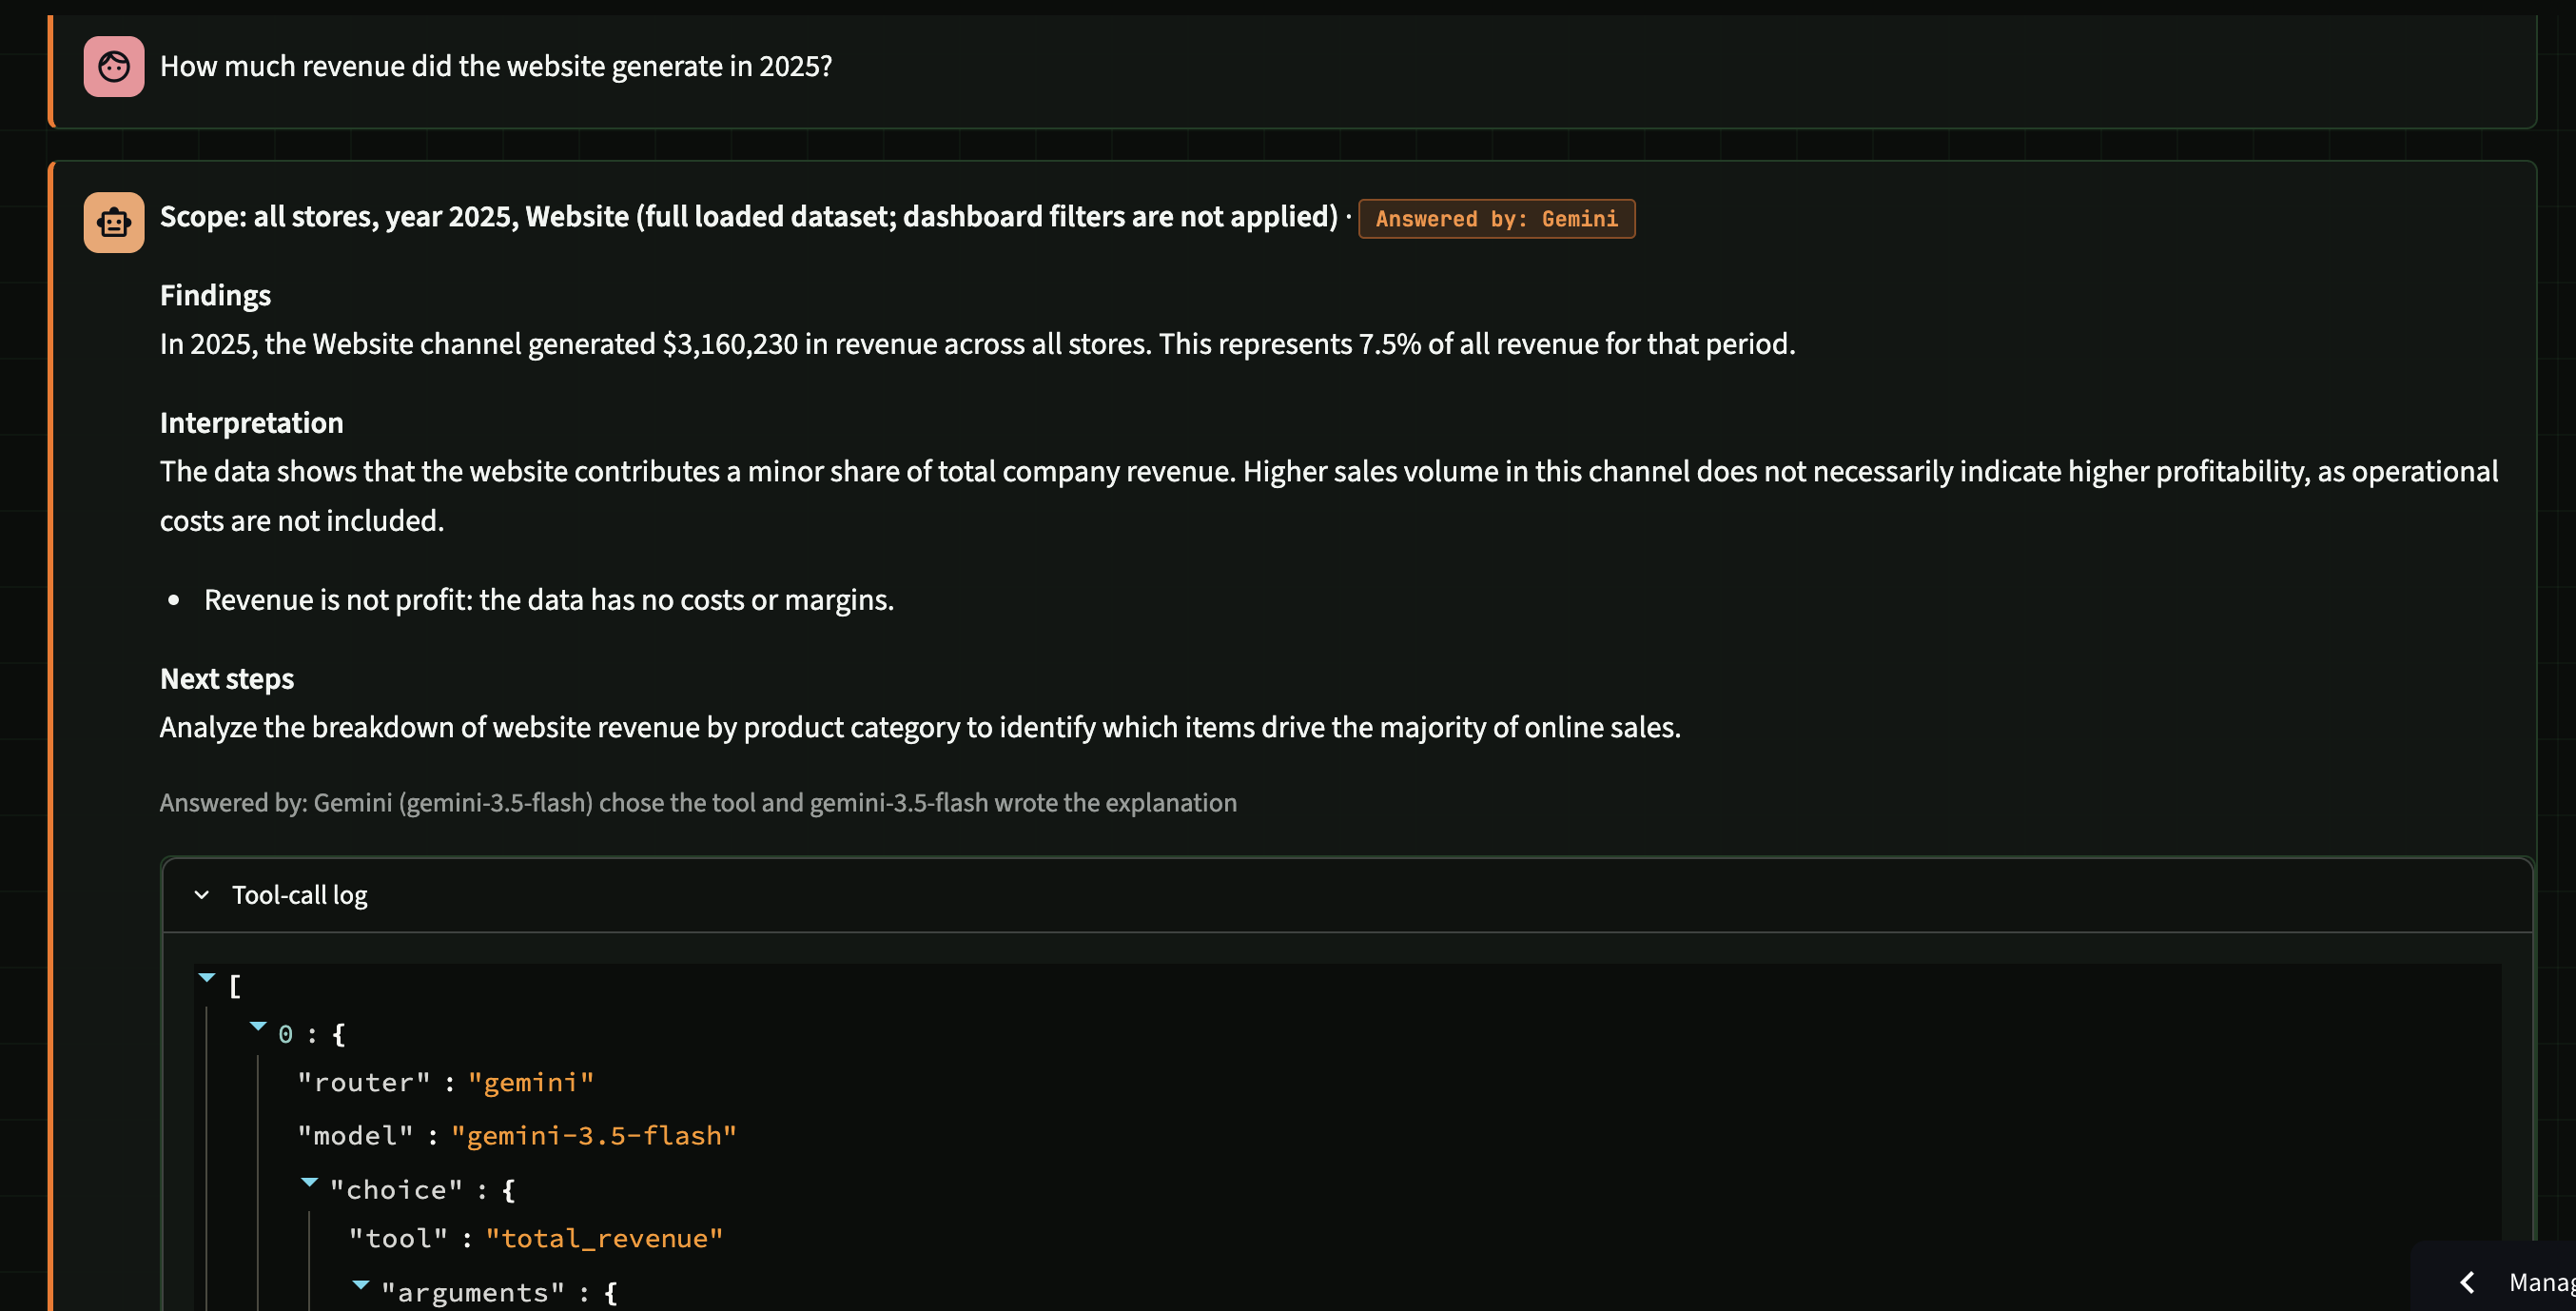 How much revenue did the website generate in 2025?
Scope: all stores, year 2025, Website (full loaded dataset; dashboard filters are not applied) · Answered by: Gemini
Findings
In 2025, the Website channel generated $3,160,230 in revenue across all stores. This represents 7.5% of all revenue for that period.
Interpretation
The data shows that the website contributes a minor share of total company revenue. Higher sales volume in this channel does not necessarily indicate higher profitability, as operational
costs are not included.
• Revenue is not profit: the data has no costs or margins.
Next steps
Analyze the breakdown of website revenue by product category to identify which items drive the majority of online sales.
Answered by: Gemini (gemini-3.5-flash) chose the tool and gemini-3.5-flash wrote the explanation
Tool-call log
[
0 : {
"router" : "gemini"
"model" : "gemini-3.5-flash"
"choice" : {
"tool" : "total_revenue"
"arguments" : {